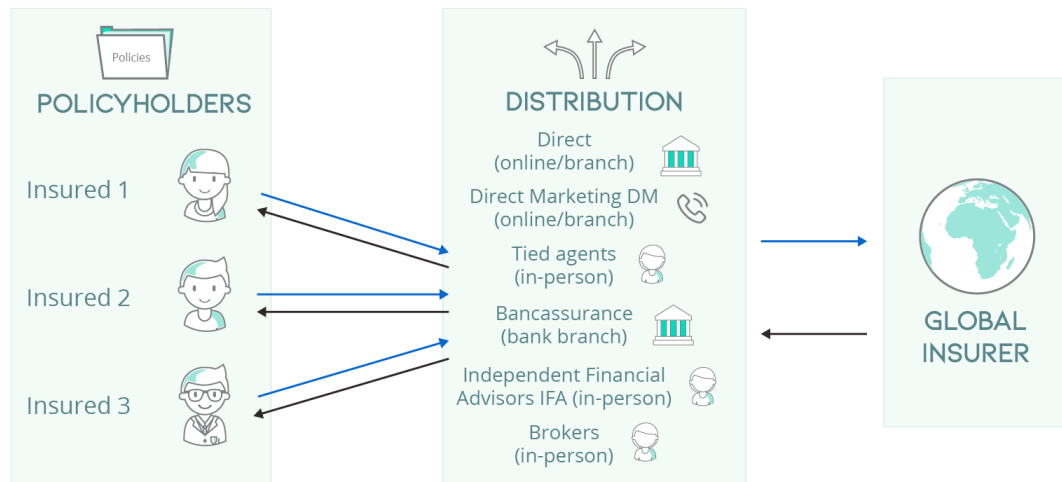 Policies
POLICYHOLDERS
Insured 1
Insured 2
Insured 3
DISTRIBUTION
Direct
(online/branch)
Direct Marketing DM
(online/branch)
Tied agents
(in-person)
Bancassurance
(bank branch)
Independent Financial
Advisors IFA (in-person)
Brokers
(in-person)
GLOBAL
INSURER